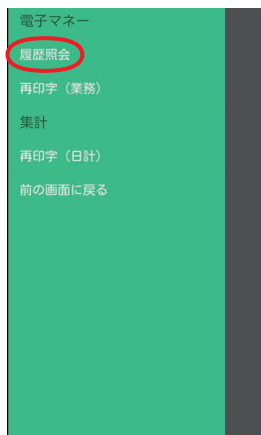 電子マネー
履歴照会
再印字（業務）
集計
再印字（日計）
前の画面に戻る